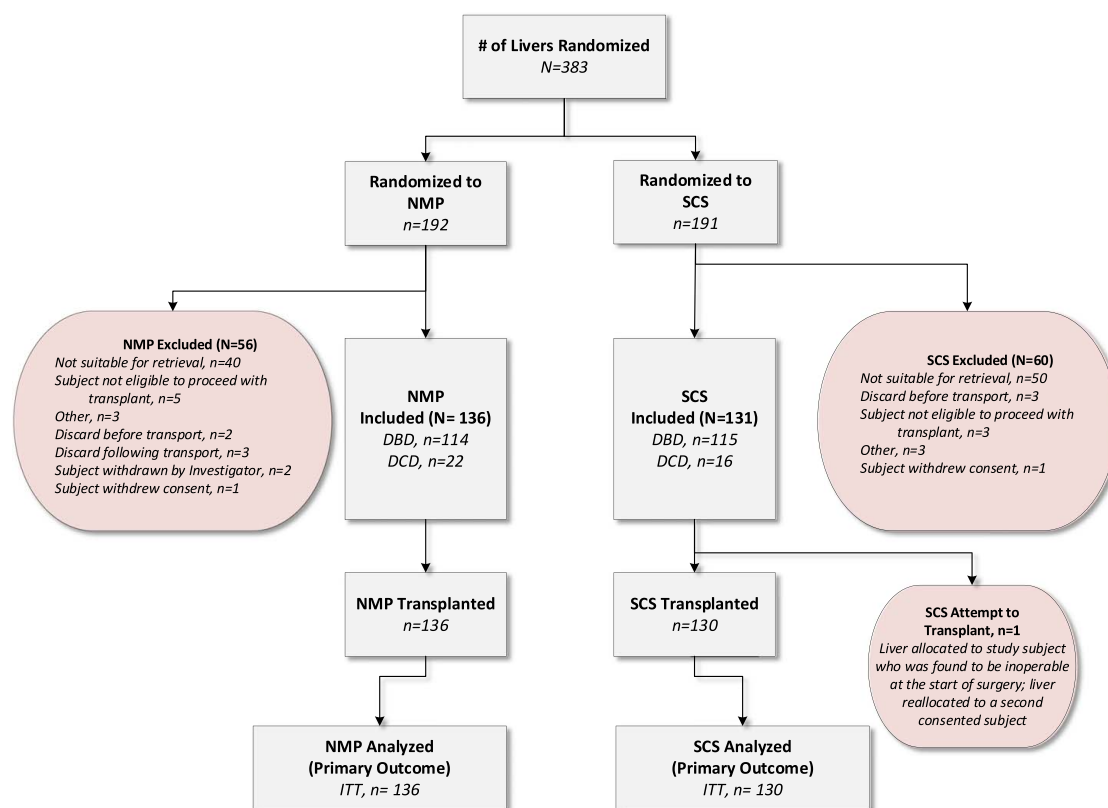 # of Livers Randomized
N=383
Randomized to
NMP
n=192
Randomized to
SCS
n=191
NMP Excluded (N=56)
Not suitable for retrieval, n=40
Subject not eligible to proceed with
transplant, n=5
Other, n=3
Discard before transport, n=2
Discard following transport, n=3
Subject withdrawn by Investigator, n=2
Subject withdrew consent, n=1
NMP
Included (N= 136)
DBD, n=114
DCD, n=22
SCS
Included (N=131)
DBD, n=115
DCD, n=16
SCS Excluded (N=60)
Not suitable for retrieval, n=50
Discard before transport, n=3
Subject not eligible to proceed with
transplant, n=3
Other, n=3
Subject withdrew consent, n=1
NMP Transplanted
n=136
SCS Transplanted
n=130
SCS Attempt to
Transplant, n=1
Liver allocated to study subject
who was found to be inoperable
at the start of surgery; liver
reallocated to a second
consented subject
NMP Analyzed
(Primary Outcome)
ITT, n= 136
SCS Analyzed
(Primary Outcome)
ITT, n=130